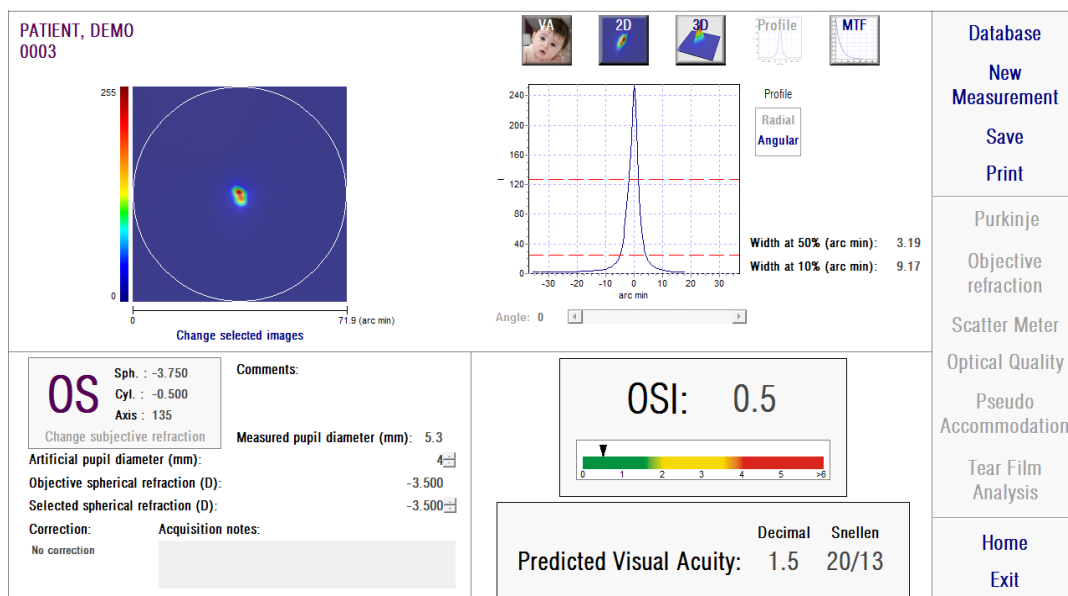 PATIENT, DEMO
0003
255
0
0
71.9 (arc min)
Change selected images
VA
2D
3D
Profile
MTF
240
200
160
120
80
40
0
-30 -20 -10 0 10 20 30
arc min
Profile
Radial
Angular
Width at 50% (arc min): 3.19
Width at 10% (arc min): 9.17
Angle: 0
OS
Sph. : -3.750
Cyl. : -0.500
Axis : 135
Change subjective refraction
Comments:
Measured pupil diameter (mm): 5.3
Artificial pupil diameter (mm): 4
Objective spherical refraction (D): -3.500
Selected spherical refraction (D): -3.500
Correction:
No correction
Acquisition notes:
OSI: 0.5
0 1 2 3 4 5 >6
Decimal Snellen
Predicted Visual Acuity: 1.5 20/13
Database
New
Measurement
Save
Print
Purkinje
Objective
refraction
Scatter Meter
Optical Quality
Pseudo
Accommodation
Tear Film
Analysis
Home
Exit